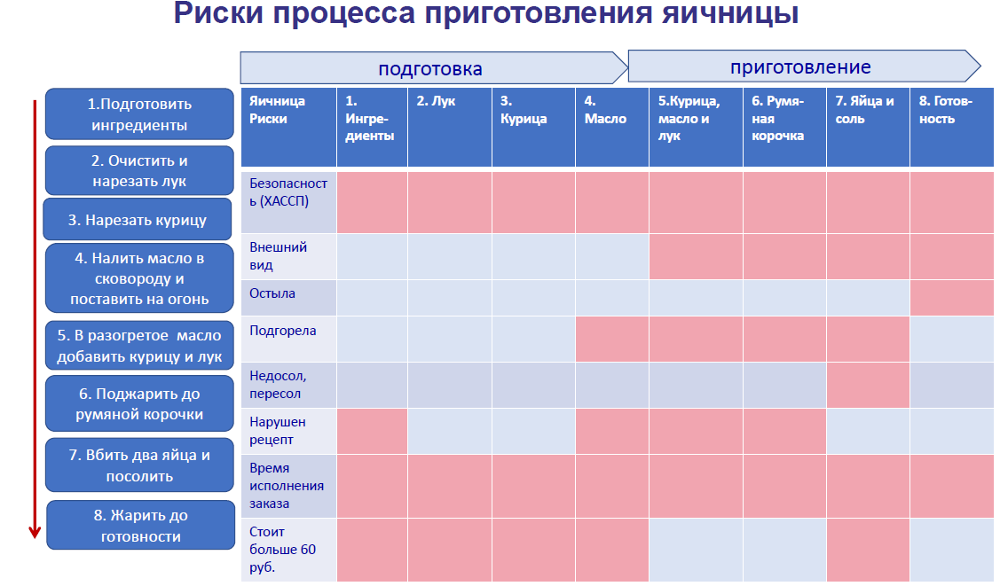 Риски процесса приготовления яичницы
подготовка
приготовление
1.Подготовить
ингредиенты
2. Очистить и
нарезать лук
3. Нарезать курицу
4. Налить масло в
сковороду и
поставить на огонь
5. В разогретое масло
добавить курицу и лук
6. Поджарить до
румяной корочки
7. Вбить два яйца и
посолить
8. Жарить до
готовности
Яичница
Риски
1.
Ингре-
диенты
2. Лук
3.
Курица
4.
Масло
5.Курица,
масло и
лук
6. Румя-
ная
корочка
7. Яйца и
соль
8. Готов-
ность
Безопасност
ь (ХАССП)
Внешний
вид
Остыла
Подгорела
Недосол,
пересол
Нарушен
рецепт
Время
исполнения
заказа
Стоит
больше 60
руб.